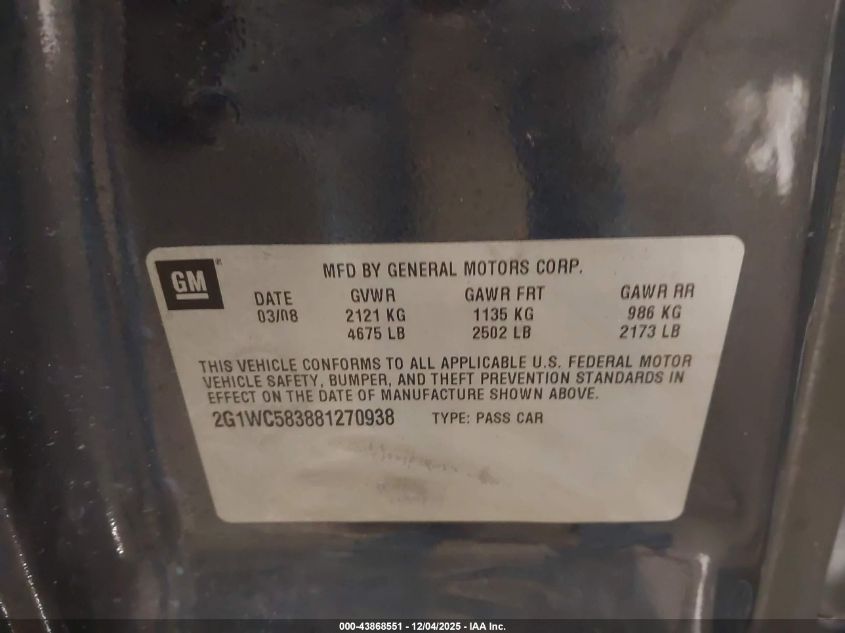 GM
MFD BY GENERAL MOTORS CORP.
DATE GVWR GAWR FRT GAWR RR
03/08 2121 KG 1135 KG 986 KG
4675 LB 2502 LB 2173 LB
THIS VEHICLE CONFORMS TO ALL APPLICABLE U.S. FEDERAL MOTOR
VEHICLE SAFETY, BUMPER, AND THEFT PREVENTION STANDARDS IN
EFFECT ON THE DATE OF MANUFACTURE SHOWN ABOVE.
2G1WC583881270938 TYPE: PASS CAR
000-43868551 - 12/04/2025 - IAA Inc.